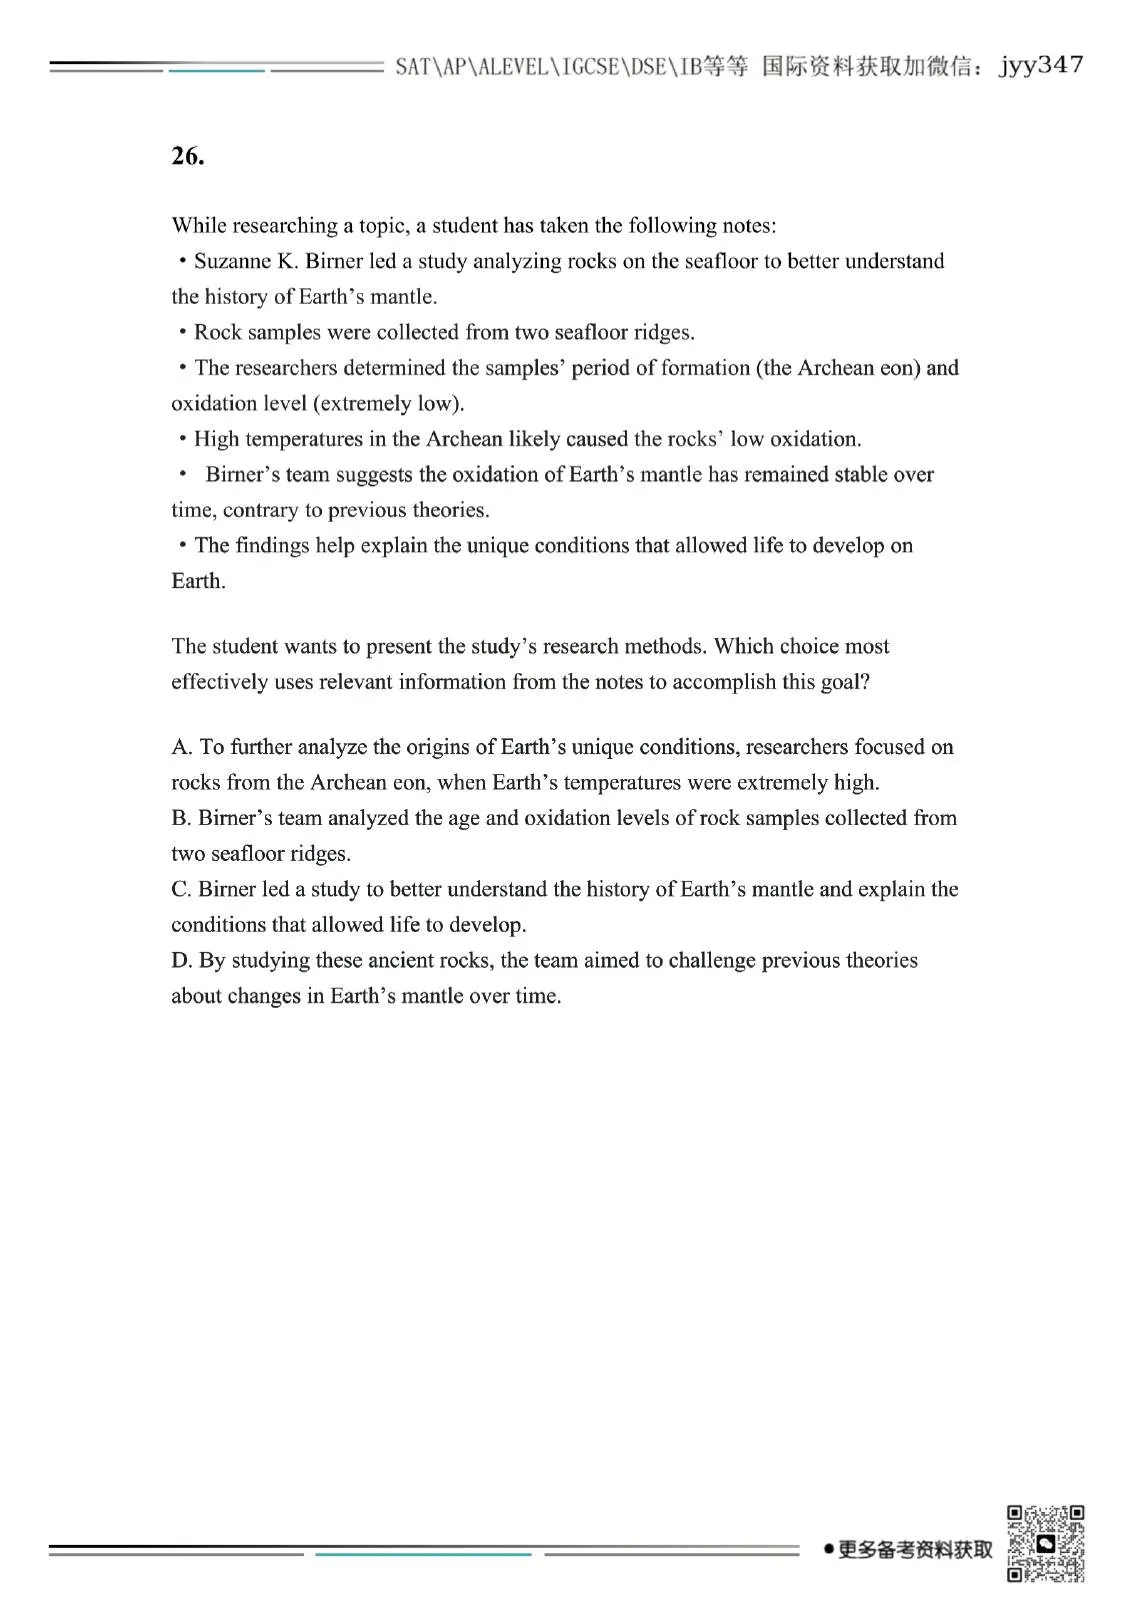 SAT\AP\ALEVEL\IGCSE\DSE\IB等等 国际资料获取加微信： jyy347
26.
While researching a topic, a student has taken the following notes:
• Suzanne K. Birner led a study analyzing rocks on the seafloor to better understand
the history of Earth’s mantle.
• Rock samples were collected from two seafloor ridges.
• The researchers determined the samples’ period of formation (the Archean eon) and
oxidation level (extremely low).
• High temperatures in the Archean likely caused the rocks’ low oxidation.
• Birner’s team suggests the oxidation of Earth’s mantle has remained stable over
time, contrary to previous theories.
• The findings help explain the unique conditions that allowed life to develop on
Earth.
The student wants to present the study’s research methods. Which choice most
effectively uses relevant information from the notes to accomplish this goal?
A. To further analyze the origins of Earth’s unique conditions, researchers focused on
rocks from the Archean eon, when Earth’s temperatures were extremely high.
B. Birner’s team analyzed the age and oxidation levels of rock samples collected from
two seafloor ridges.
C. Birner led a study to better understand the history of Earth’s mantle and explain the
conditions that allowed life to develop.
D. By studying these ancient rocks, the team aimed to challenge previous theories
about changes in Earth’s mantle over time.
●更多备考资料获取